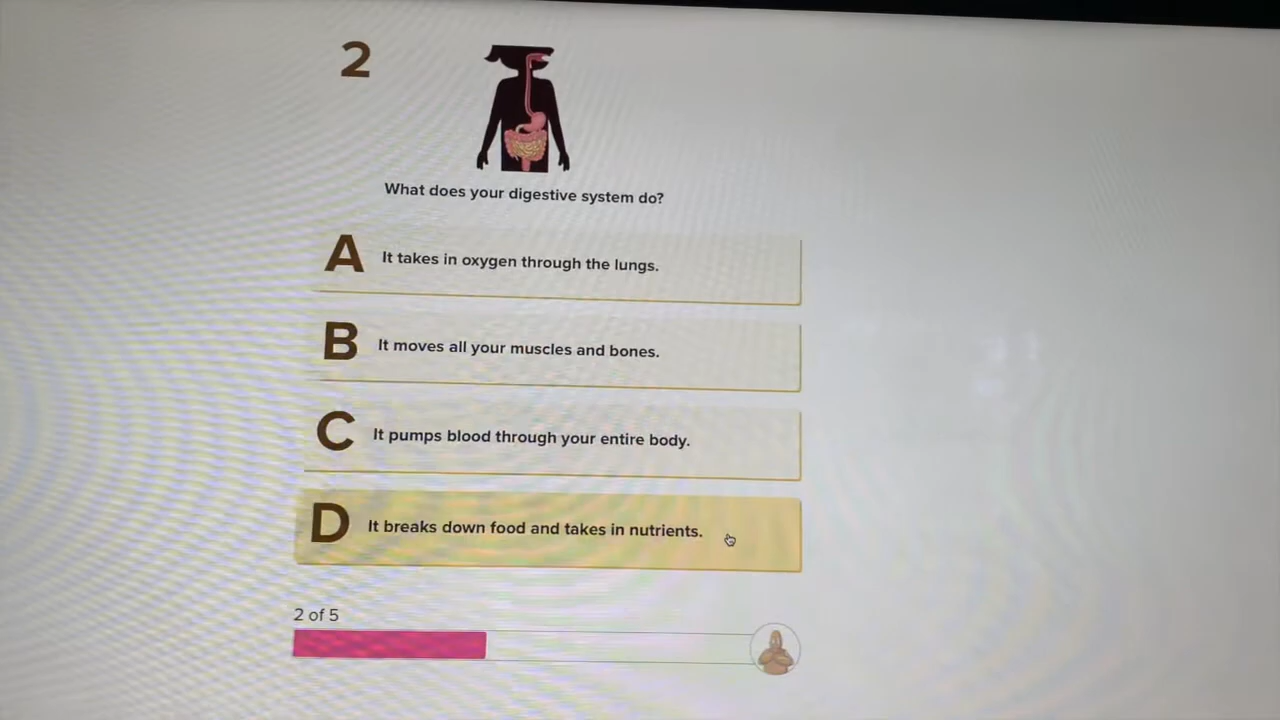 2
What does your digestive system do?
A It takes in oxygen through the lungs.
B It moves all your muscles and bones.
C It pumps blood through your entire body.
D It breaks down food and takes in nutrients.
2 of 5